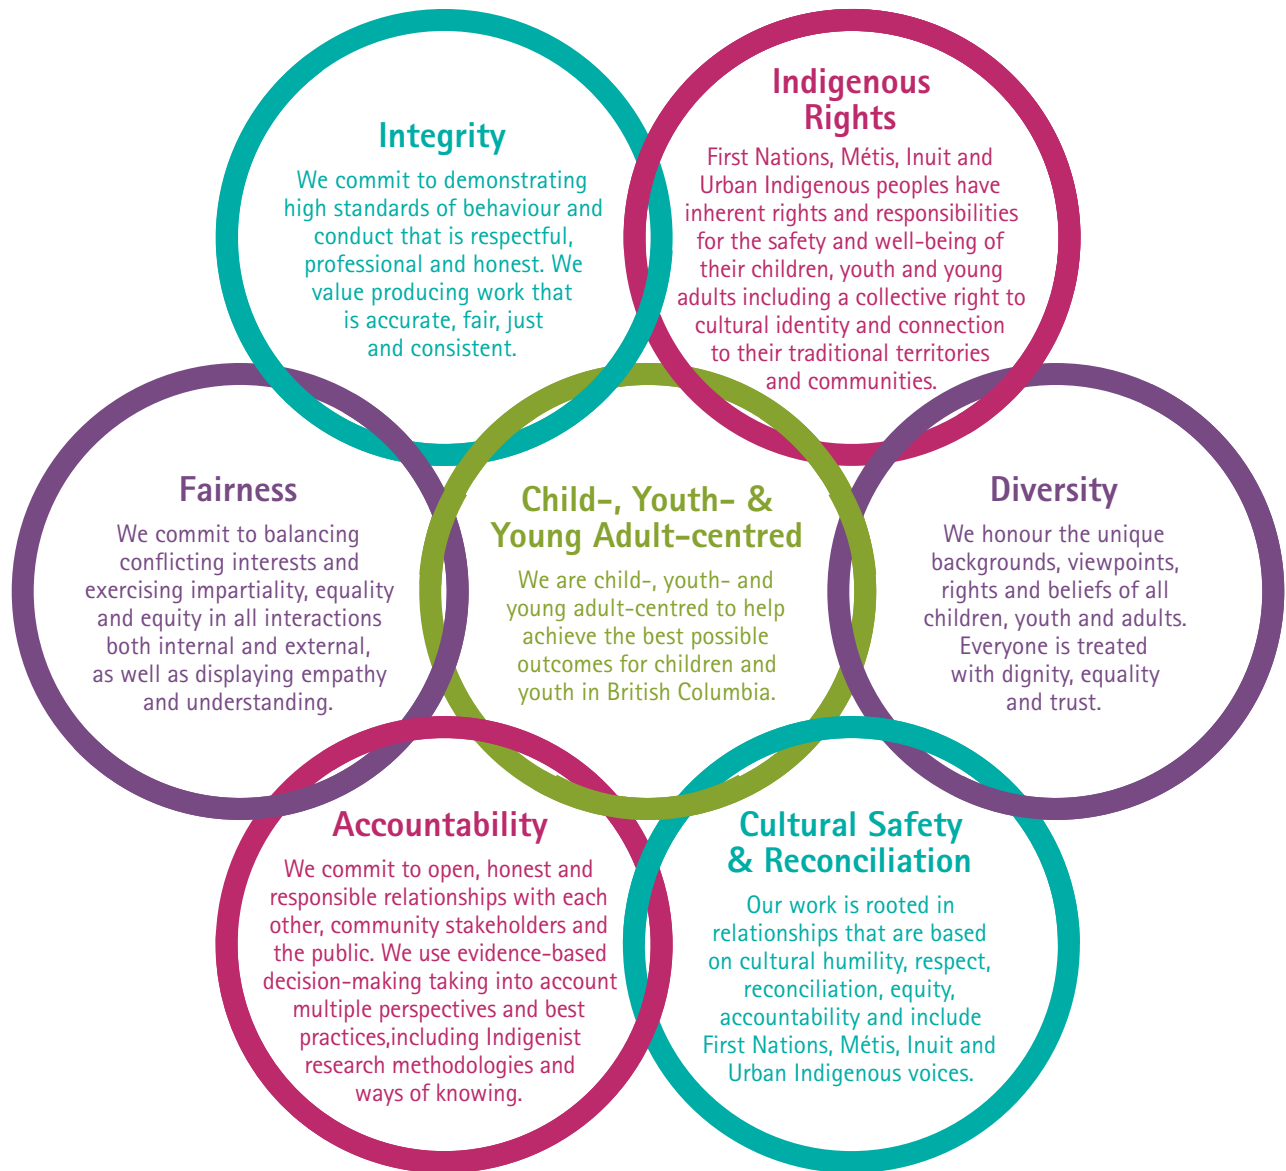 Integrity
We commit to demonstrating
high standards of behaviour and
conduct that is respectful,
professional and honest. We
value producing work that
is accurate, fair, just
and consistent.
Indigenous
Rights
First Nations, Métis, Inuit and
Urban Indigenous peoples have
inherent rights and responsibilities
for the safety and well-being of
their children, youth and young
adults including a collective right to
cultural identity and connection
to their traditional territories
and communities.
Fairness
We commit to balancing
conflicting interests and
exercising impartiality, equality
and equity in all interactions
both internal and external,
as well as displaying empathy
and understanding.
Child-, Youth- &
Young Adult-centred
We are child-, youth- and
young adult-centred to help
achieve the best possible
outcomes for children and
youth in British Columbia.
Diversity
We honour the unique
backgrounds, viewpoints,
rights and beliefs of all
children, youth and adults.
Everyone is treated
with dignity, equality
and trust.
Accountability
We commit to open, honest and
responsible relationships with each
other, community stakeholders and
the public. We use evidence-based
decision-making taking into account
multiple perspectives and best
practices,including Indigenist
research methodologies and
ways of knowing.
Cultural Safety
& Reconciliation
Our work is rooted in
relationships that are based
on cultural humility, respect,
reconciliation, equity,
accountability and include
First Nations, Métis, Inuit and
Urban Indigenous voices.